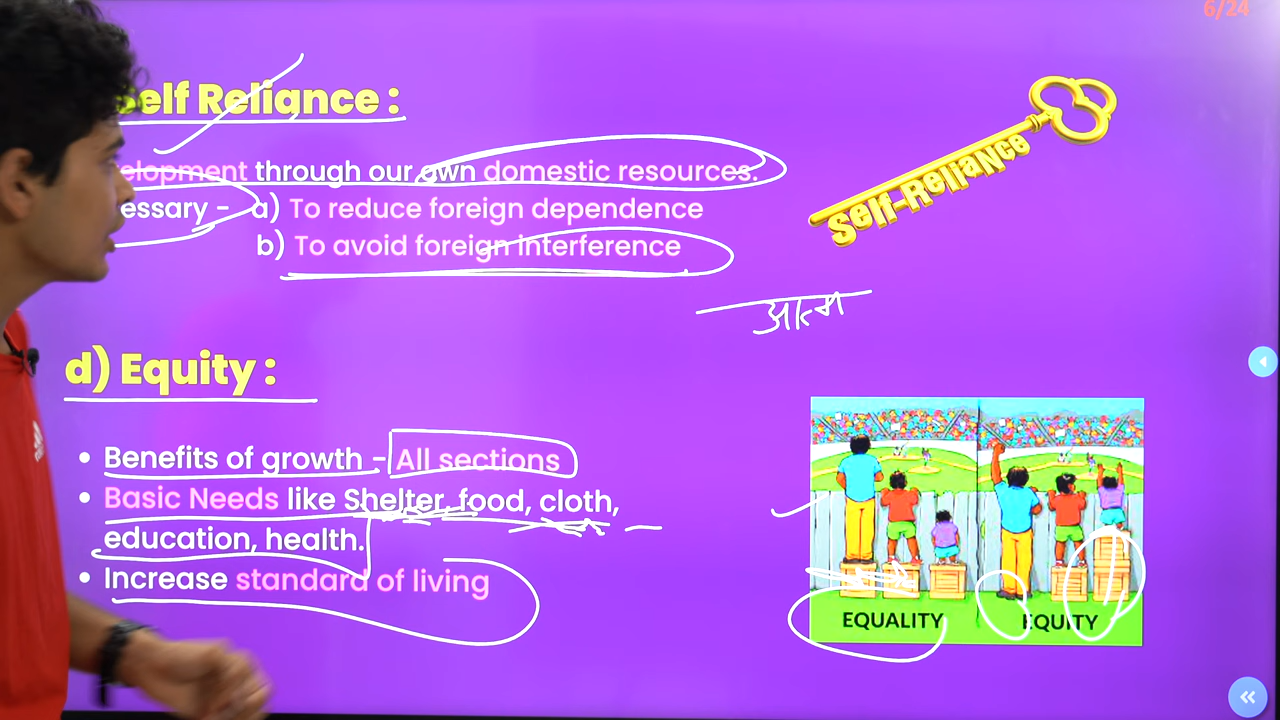 6/24
Self Reliance :
elopment through our own domestic resources.
essary - a) To reduce foreign dependence
b) To avoid foreign interference
Self-Reliance
आत्म
d) Equity :
• Benefits of growth - All sections
• Basic Needs like Shelter, food, cloth,
education, health.
• Increase standard of living
EQUALITY EQUITY